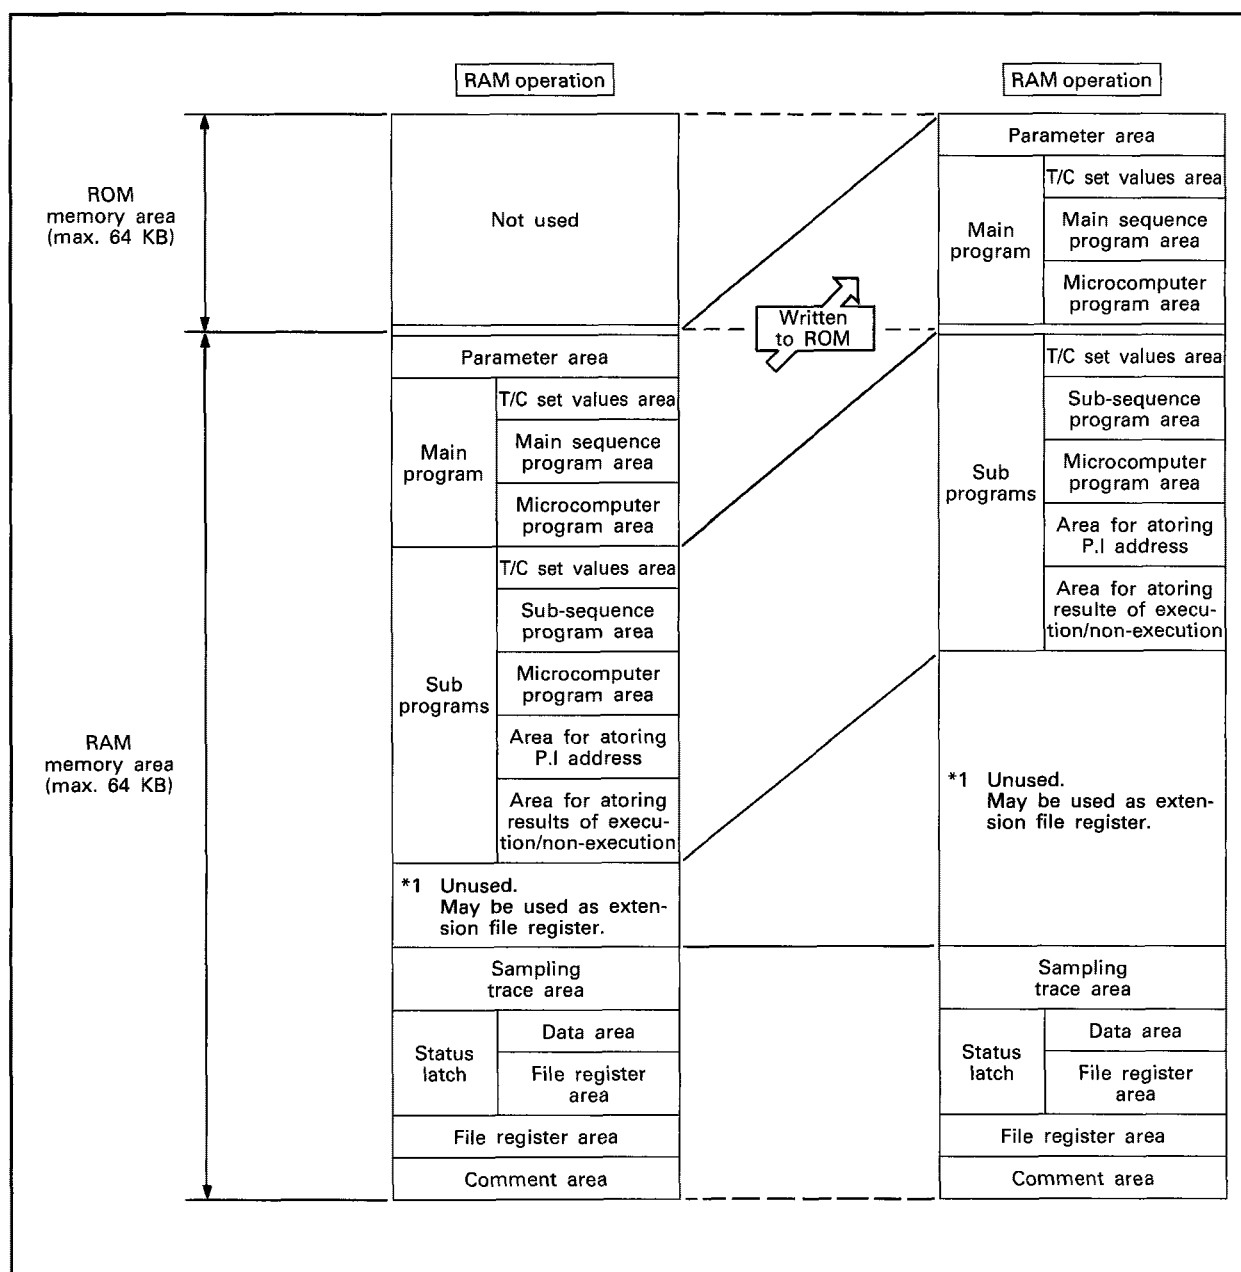 RAM operation
RAM operation
ROM
memory area
(max. 64 KB)
RAM
memory area
(max. 64 KB)
Not used
Parameter area
Main
program
T/C set values area
Main sequence
program area
Microcomputer
program area
Sub
programs
T/C set values area
Sub-sequence
program area
Microcomputer
program area
Area for atoring
P.I address
Area for atoring
results of execu-
tion/non-execution
*1 Unused.
May be used as exten-
sion file register.
Sampling
trace area
Status
latch
Data area
File register
area
File register area
Comment area
Written
to ROM
Parameter area
Main
program
T/C set values area
Main sequence
program area
Microcomputer
program area
Sub
programs
T/C set values area
Sub-sequence
program area
Microcomputer
program area
Area for atoring
P.I address
Area for atoring
resulte of execu-
tion/non-execution
*1 Unused.
May be used as exten-
sion file register.
Sampling
trace area
Status
latch
Data area
File register
area
File register area
Comment area